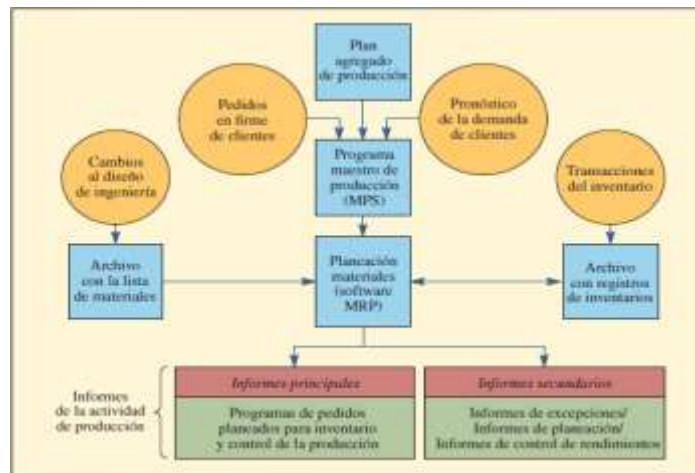 Plan
agregado
de producción
Pedidos
en firme
de clientes
Pronóstico
de la demanda
de clientes
Cambios
al diseño
de ingeniería
Programa
maestro de
producción
(MPS)
Transacciones
del inventario
Archivo
con la lista
de materiales
Planeación
materiales
(software
MRP)
Archivo
con registros
de inventarios
Informes
de la actividad
de producción
Informes principales
Programas de pedidos
planeados para inventario
y control de la producción
Informes secundarios
Informes de excepciones/
Informes de planeación/
Informes de control de rendimientos